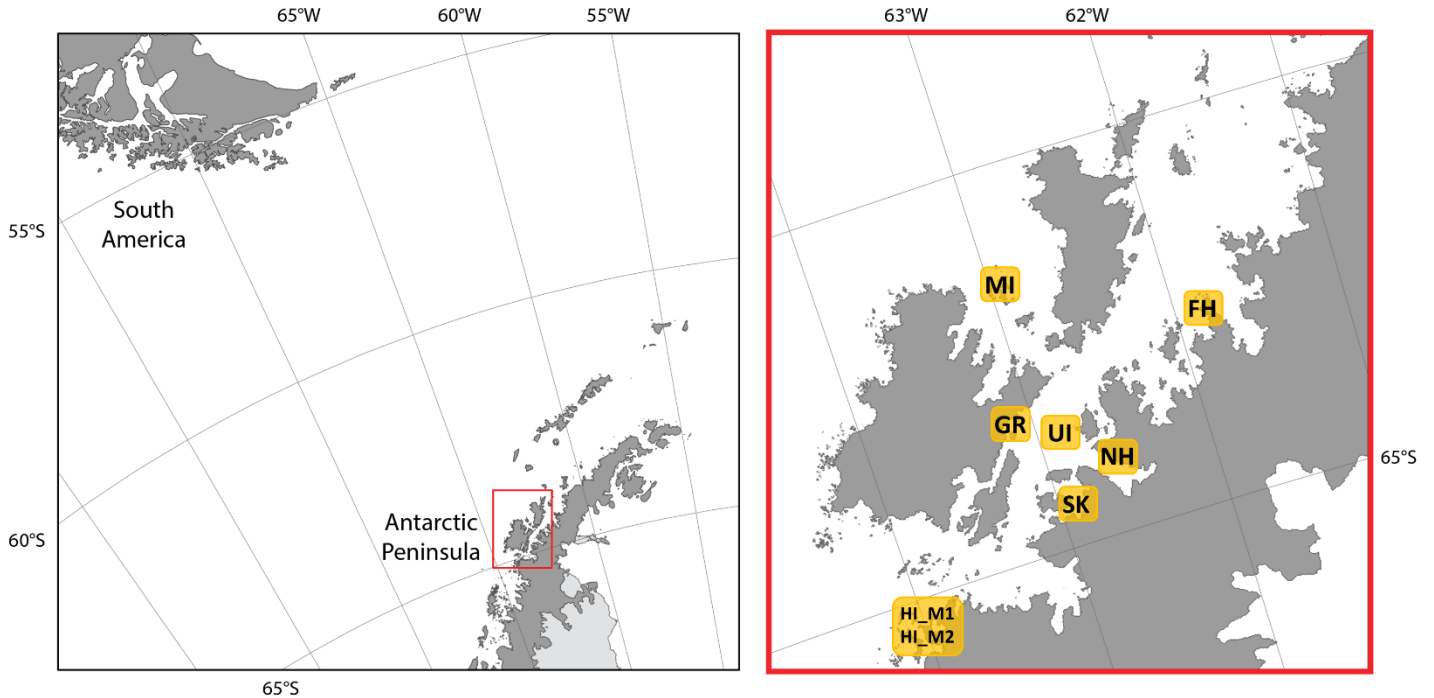 65°W
60°W
55°W
63°W
62°W
South
America
55°S
MI
FH
GR
UI
NH
65°S
SK
Antarctic
Peninsula
60°S
HI_M1
HI_M2
65°S